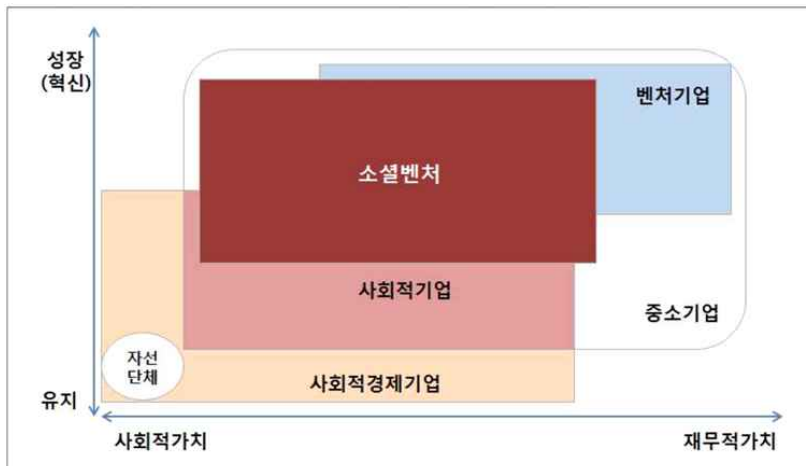 성장
(혁신)
벤처기업
소셜벤처
사회적기업
중소기업
자선
단체
사회적경제기업
유지
사회적가치
재무적가치